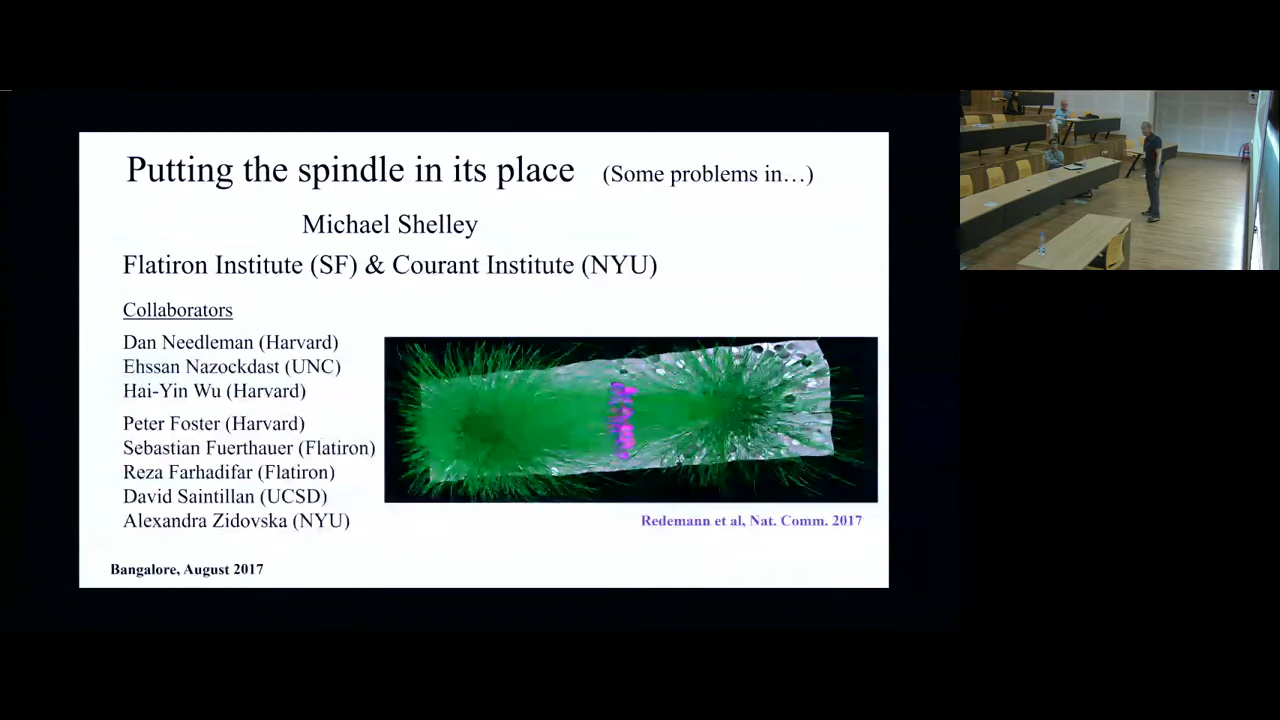 Putting the spindle in its place (Some problems in…)
Michael Shelley
Flatiron Institute (SF) & Courant Institute (NYU)
Collaborators
Dan Needleman (Harvard)
Ehssan Nazockdast (UNC)
Hai-Yin Wu (Harvard)
Peter Foster (Harvard)
Sebastian Fuerthauer (Flatiron)
Reza Farhadifar (Flatiron)
David Saintillan (UCSD)
Alexandra Zidovska (NYU)
Redemann et al, Nat. Comm. 2017
Bangalore, August 2017